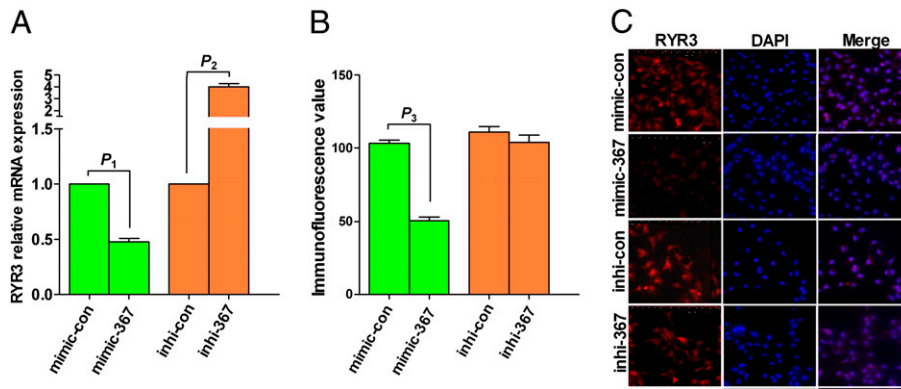 A
RYR3 relative mRNA expression
5
4
3
2
1
1.5
1.0
0.5
0.0
P1
P2
mimic-con
mimic-367
inhi-con
inhi-367
B
Immunofluorescence value
150
100
50
0
P3
mimic-con
mimic-367
inhi-con
inhi-367
C
RYR3 DAPI Merge
mimic-con
mimic-367
inhi-con
inhi-367